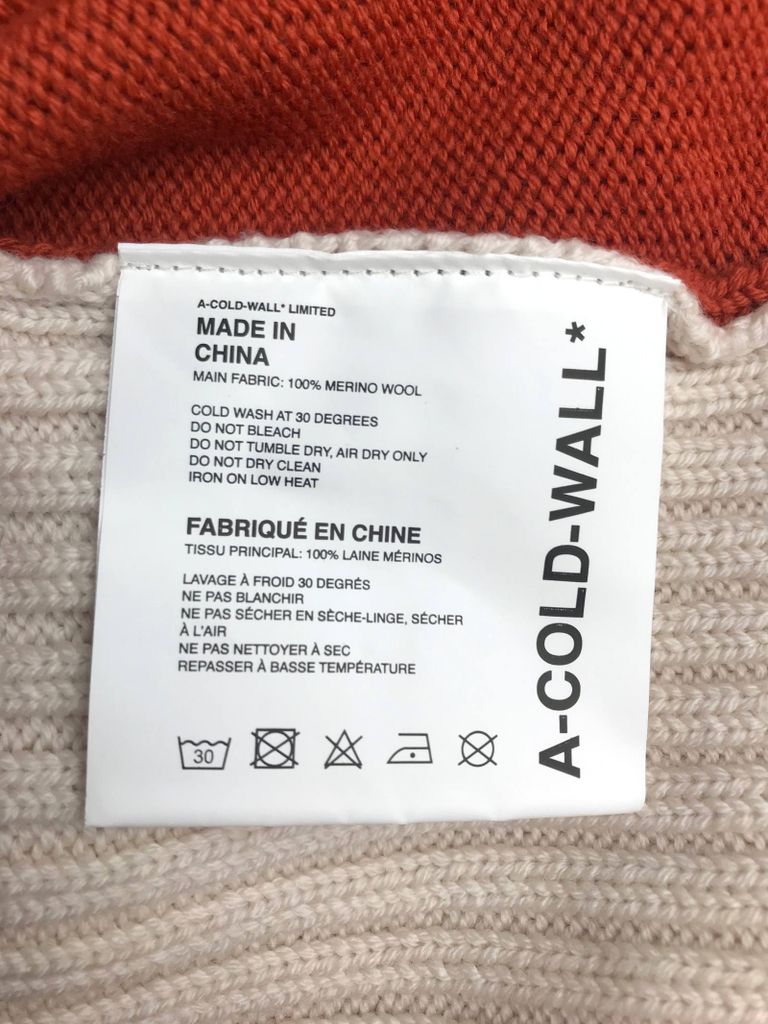 A-COLD-WALL* LIMITED
MADE IN
CHINA
MAIN FABRIC: 100% MERINO WOOL
COLD WASH AT 30 DEGREES
DO NOT BLEACH
DO NOT TUMBLE DRY, AIR DRY ONLY
DO NOT DRY CLEAN
IRON ON LOW HEAT
FABRIQUÉ EN CHINE
TISSU PRINCIPAL: 100% LAINE MÉRINOS
LAVAGE À FROID 30 DEGRÉS
NE PAS BLANCHIR
NE PAS SÉCHER EN SÈCHE-LINGE, SÉCHER
À L'AIR
NE PAS NETTOYER À SEC
REPASSER À BASSE TEMPÉRATURE
30
A-COLD-WALL*